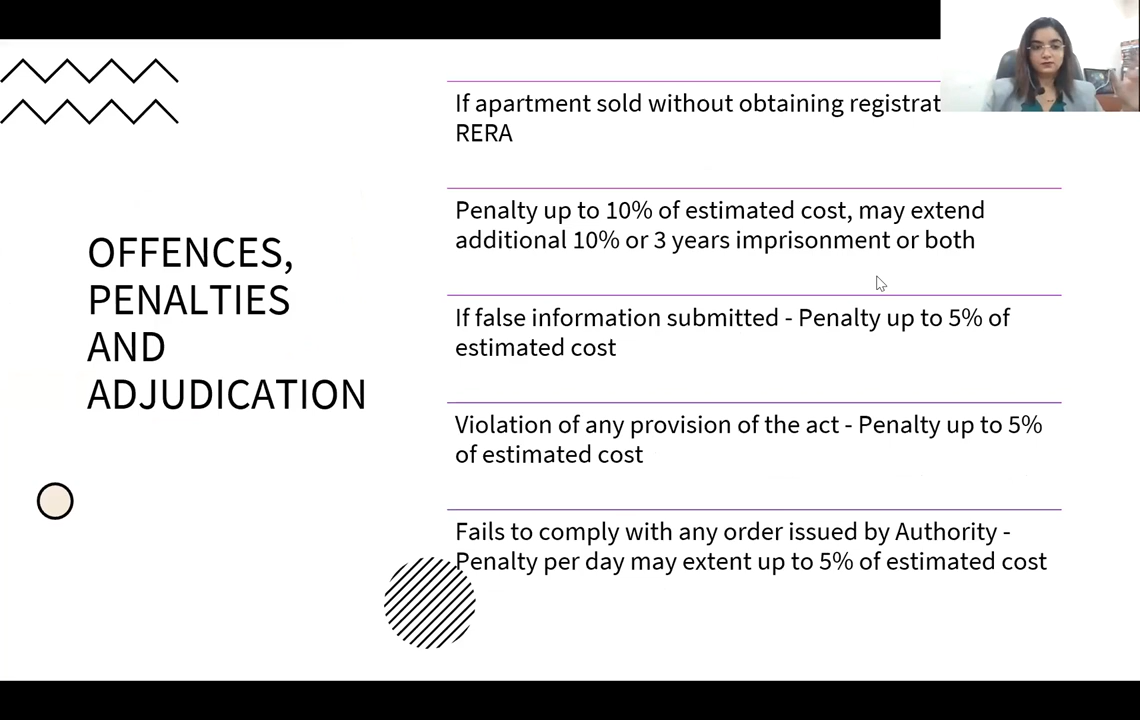 OFFENCES,
PENALTIES
AND
ADJUDICATION
If apartment sold without obtaining
RERA
Penalty up to 10% of estimated cost, may extend
additional 10% or 3 years imprisonment or both
If false information submitted - Penalty up to 5% of
estimated cost
Violation of any provision of the act - Penalty up to 5%
of estimated cost
Fails to comply with any order issued by Authority -
Penalty per day may extent up to 5% of estimated cost